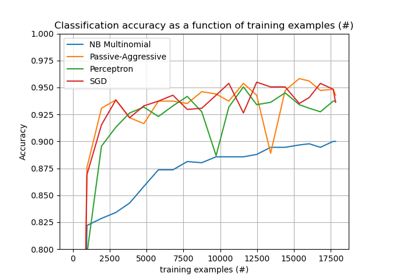 Classification accuracy as a function of training examples (#)
1.000
0.975
0.950
0.925
0.900
0.875
0.850
0.825
0.800
Accuracy
NB Multinomial
Passive-Aggressive
Perceptron
SGD
0 2500 5000 7500 10000 12500 15000 17500
training examples (#)